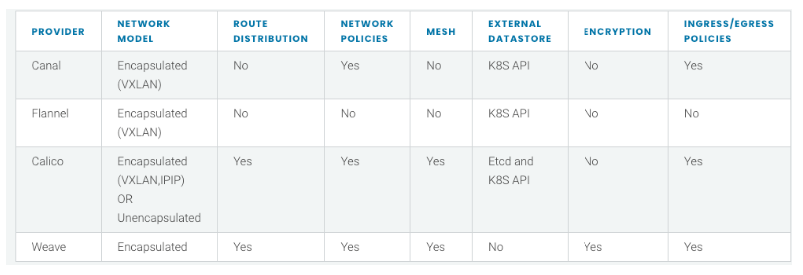 PROVIDER NETWORK MODEL ROUTE DISTRIBUTION NETWORK POLICIES MESH EXTERNAL DATASTORE ENCRYPTION INGRESS/EGRESS POLICIES
Canal Encapsulated (VXLAN) No Yes No K8S API No Yes
Flannel Encapsulated (VXLAN) No No No K8S API No No
Calico Encapsulated (VXLAN,IPIP) OR Unencapsulated Yes Yes Yes Etcd and K8S API No Yes
Weave Encapsulated Yes Yes Yes No Yes Yes